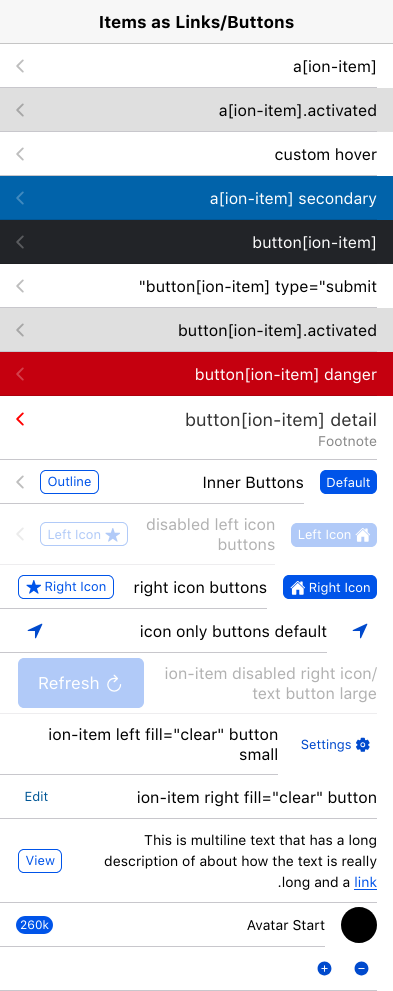 Items as Links/Buttons
a[ion-item]
a[ion-item].activated
custom hover
a[ion-item] secondary
button[ion-item]
"button[ion-item] type="submit
button[ion-item].activated
button[ion-item] danger
button[ion-item] detail
Footnote
Outline Inner Buttons Default
Left Icon disabled left icon Left Icon
buttons
Right Icon right icon buttons Right Icon
icon only buttons default
Refresh ion-item disabled right icon/
text button large
ion-item left fill="clear" button Settings
small
Edit ion-item right fill="clear" button
This is multiline text that has a long
View description of about how the text is really
.long and a link
260k Avatar Start